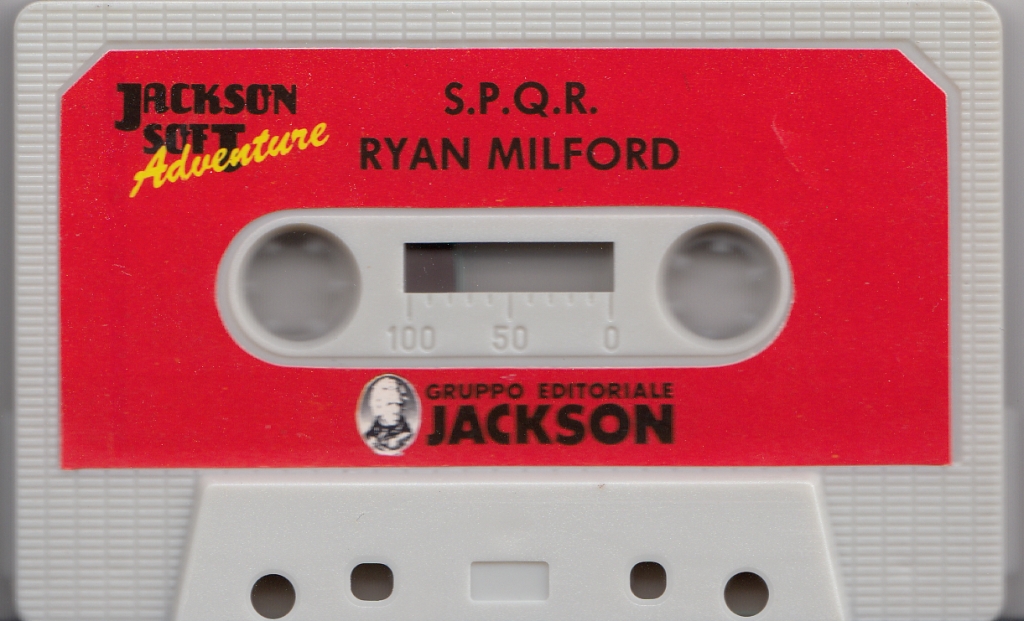 JACKSON
SOFT
Adventure
S.P.Q.R.
RYAN MILFORD
100 50 0
GRUPPO EDITORIALE
JACKSON